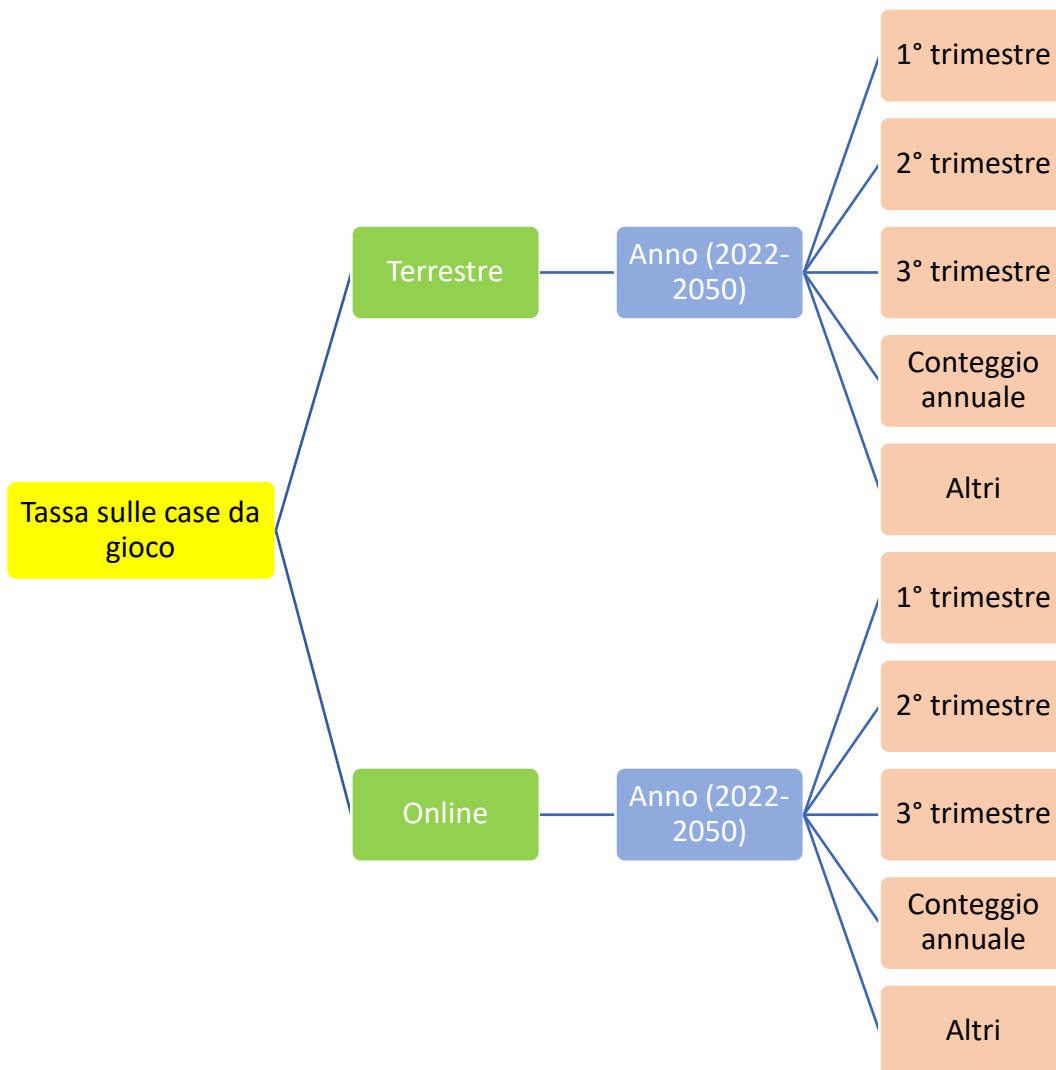 Tassa sulle case da
gioco
Terrestre
Anno (2022-
2050)
1° trimestre
2° trimestre
3° trimestre
Conteggio
annuale
Altri
Online
Anno (2022-
2050)
1° trimestre
2° trimestre
3° trimestre
Conteggio
annuale
Altri